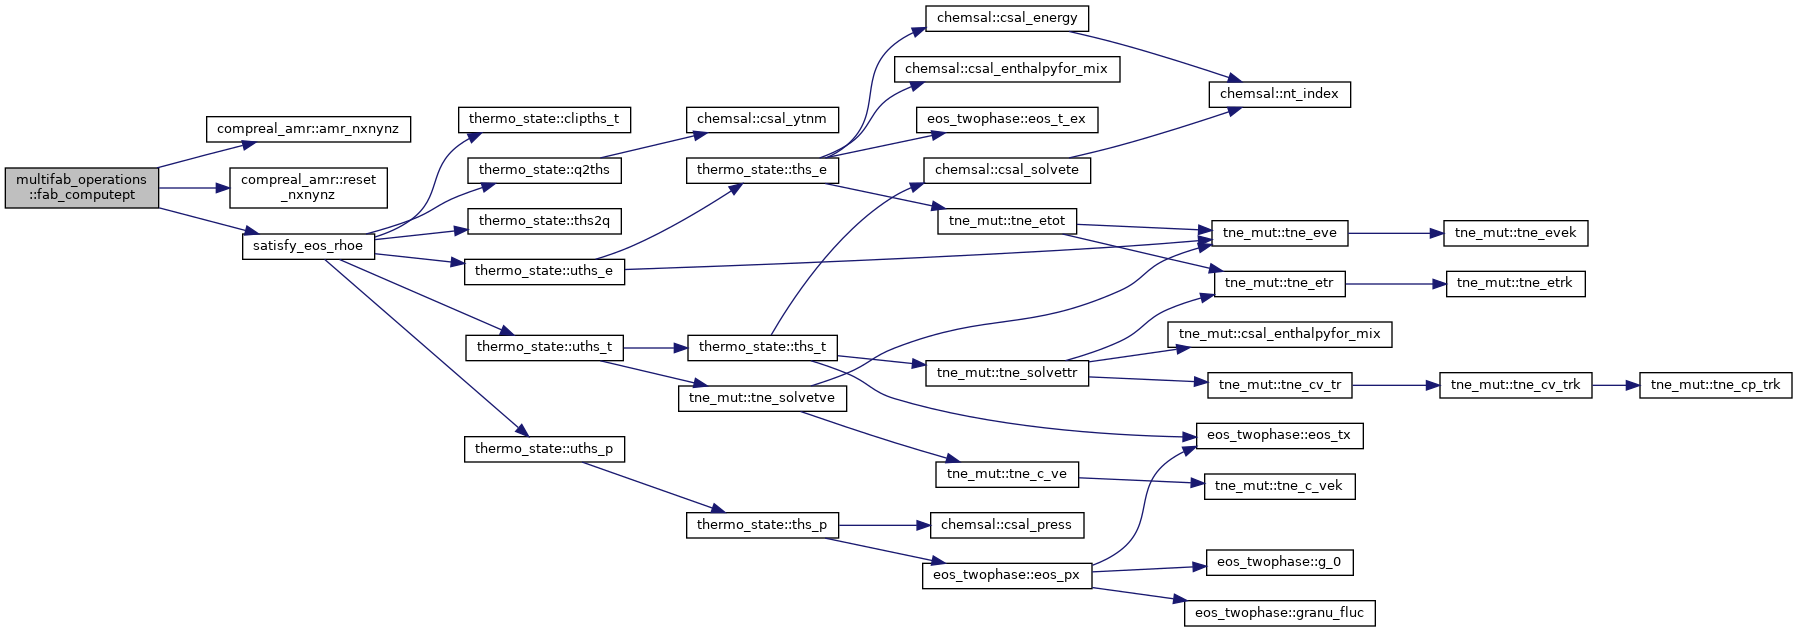 multifab_operations
::fab_computept
compreal_amr::amr_nxnynz
compreal_amr::reset
_nxnynz
satisfy_eos_rhoe
thermo_state::clipths_t
thermo_state::q2ths
thermo_state::ths2q
thermo_state::uths_e
thermo_state::uths_t
thermo_state::uths_p
chemsal::csal_ytnm
thermo_state::ths_e
thermo_state::ths_t
tne_mut::tne_solvetve
thermo_state::ths_p
chemsal::csal_energy
chemsal::csal_enthalpyfor_mix
eos_twophase::eos_t_ex
chemsal::csal_solvete
tne_mut::tne_etot
tne_mut::tne_solvettr
tne_mut::tne_c_ve
chemsal::csal_press
eos_twophase::eos_px
chemsal::nt_index
tne_mut::tne_eve
tne_mut::tne_etr
tne_mut::csal_enthalpyfor_mix
tne_mut::tne_cv_tr
eos_twophase::eos_tx
tne_mut::tne_c_vek
eos_twophase::g_0
eos_twophase::granu_fluc
tne_mut::tne_evek
tne_mut::tne_etrk
tne_mut::tne_cv_trk
tne_mut::tne_cp_trk